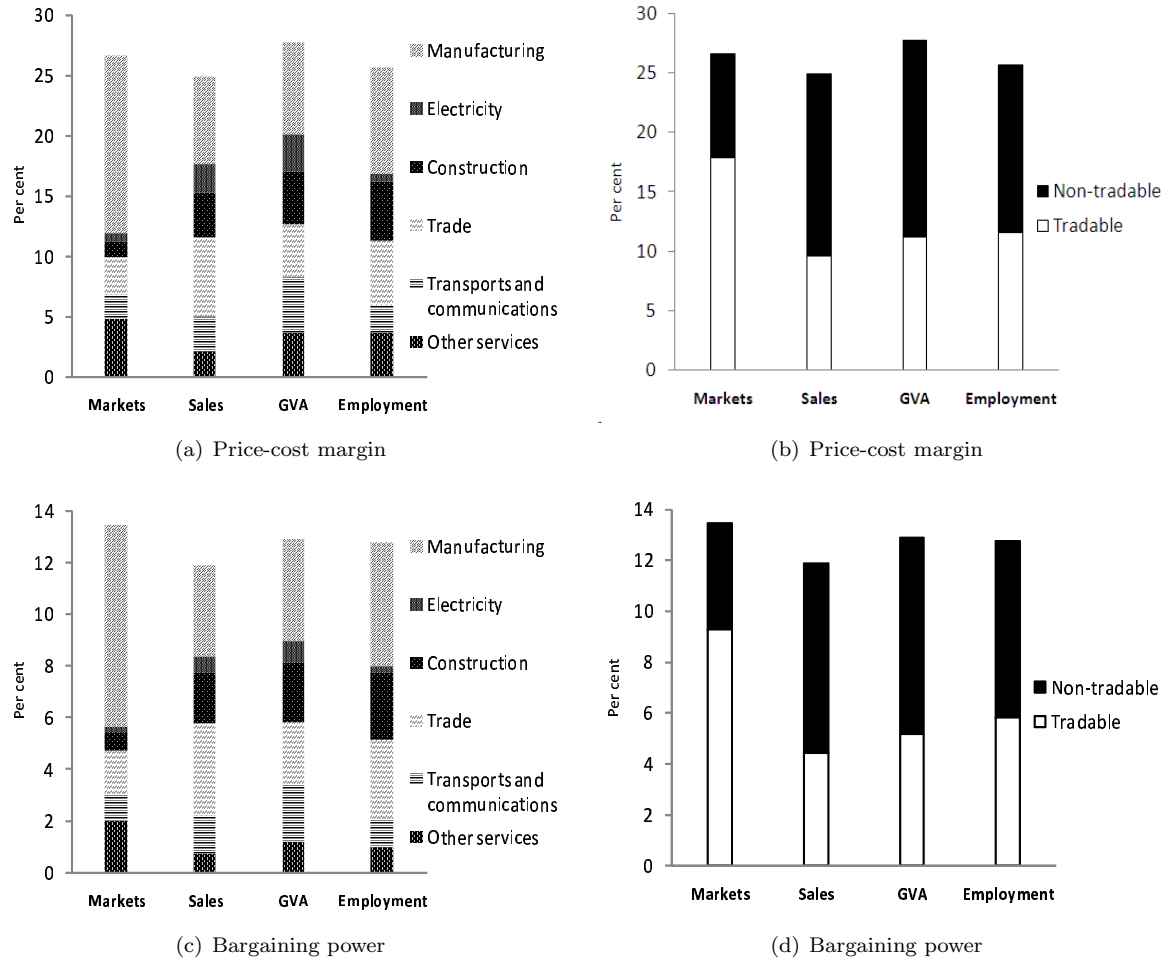 30
25
20
15
10
5
0
Per cent
Manufacturing
Electricity
Construction
Trade
Transports and
communications
Other services
Markets Sales GVA Employment
(a) Price-cost margin
30
25
20
15
10
5
0
Per cent
Non-tradable
Tradable
Markets Sales GVA Employment
(b) Price-cost margin
14
12
10
8
6
4
2
0
Per cent
Manufacturing
Electricity
Construction
Trade
Transports and
communications
Other services
Markets Sales GVA Employment
(c) Bargaining power
14
12
10
8
6
4
2
0
Per cent
Non-tradable
Tradable
Markets Sales GVA Employment
(d) Bargaining power